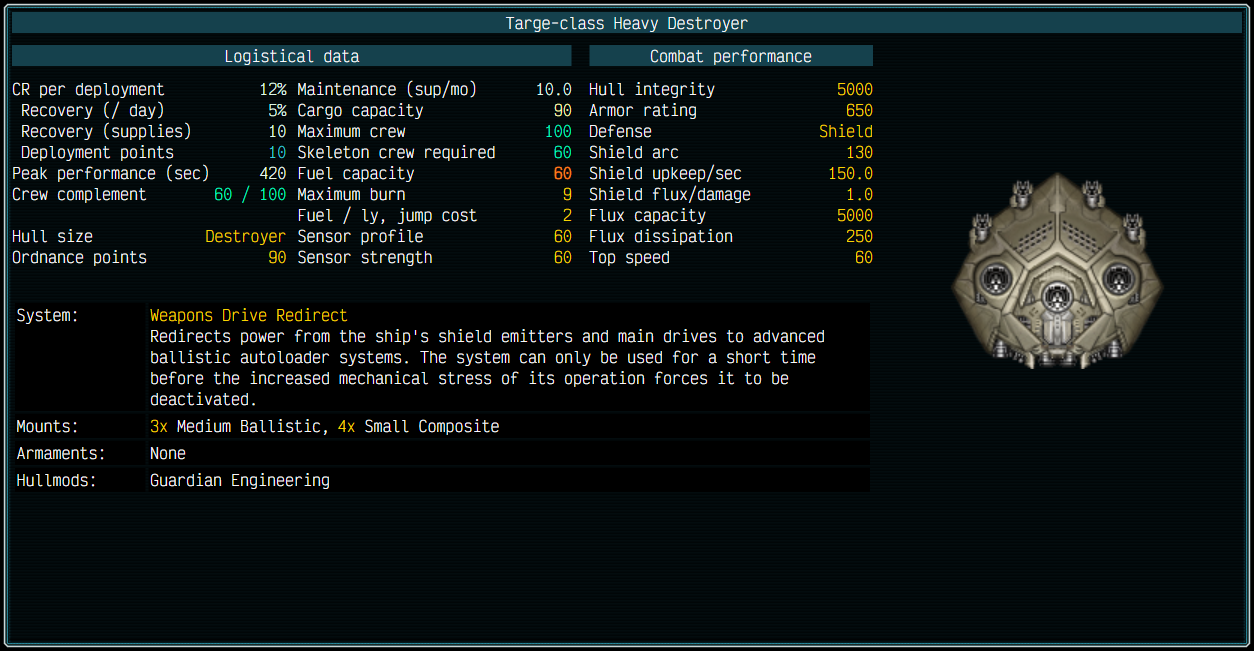 Targe-class Heavy Destroyer
Logistical data Combat performance
CR per deployment 12% Maintenance (sup/mo) 10.0 Hull integrity 5000
Recovery (/ day) 5% Cargo capacity 90 Armor rating 650
Recovery (supplies) 10 Maximum crew 100 Defense Shield
Deployment points 10 Skeleton crew required 60 Shield arc 130
Peak performance (sec) 420 Fuel capacity 60 Shield upkeep/sec 150.0
Crew complement 60 / 100 Maximum burn 9 Shield flux/damage 1.0
Fuel / ly, jump cost 2 Flux capacity 5000
Hull size Destroyer Sensor profile 60 Flux dissipation 250
Ordnance points 90 Sensor strength 60 Top speed 60
System: Weapons Drive Redirect
Redirects power from the ship's shield emitters and main drives to advanced
ballistic autoloader systems. The system can only be used for a short time
before the increased mechanical stress of its operation forces it to be
deactivated.
Mounts: 3x Medium Ballistic, 4x Small Composite
Armaments: None
Hullmods: Guardian Engineering